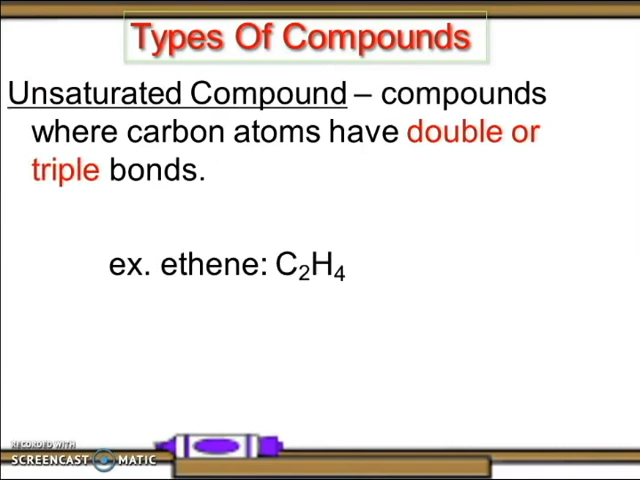 Types Of Compounds
Unsaturated Compound – compounds
where carbon atoms have double or
triple bonds.
ex. ethene: C₂H₄
RECORDED WITH
SCREENCAST MATIC